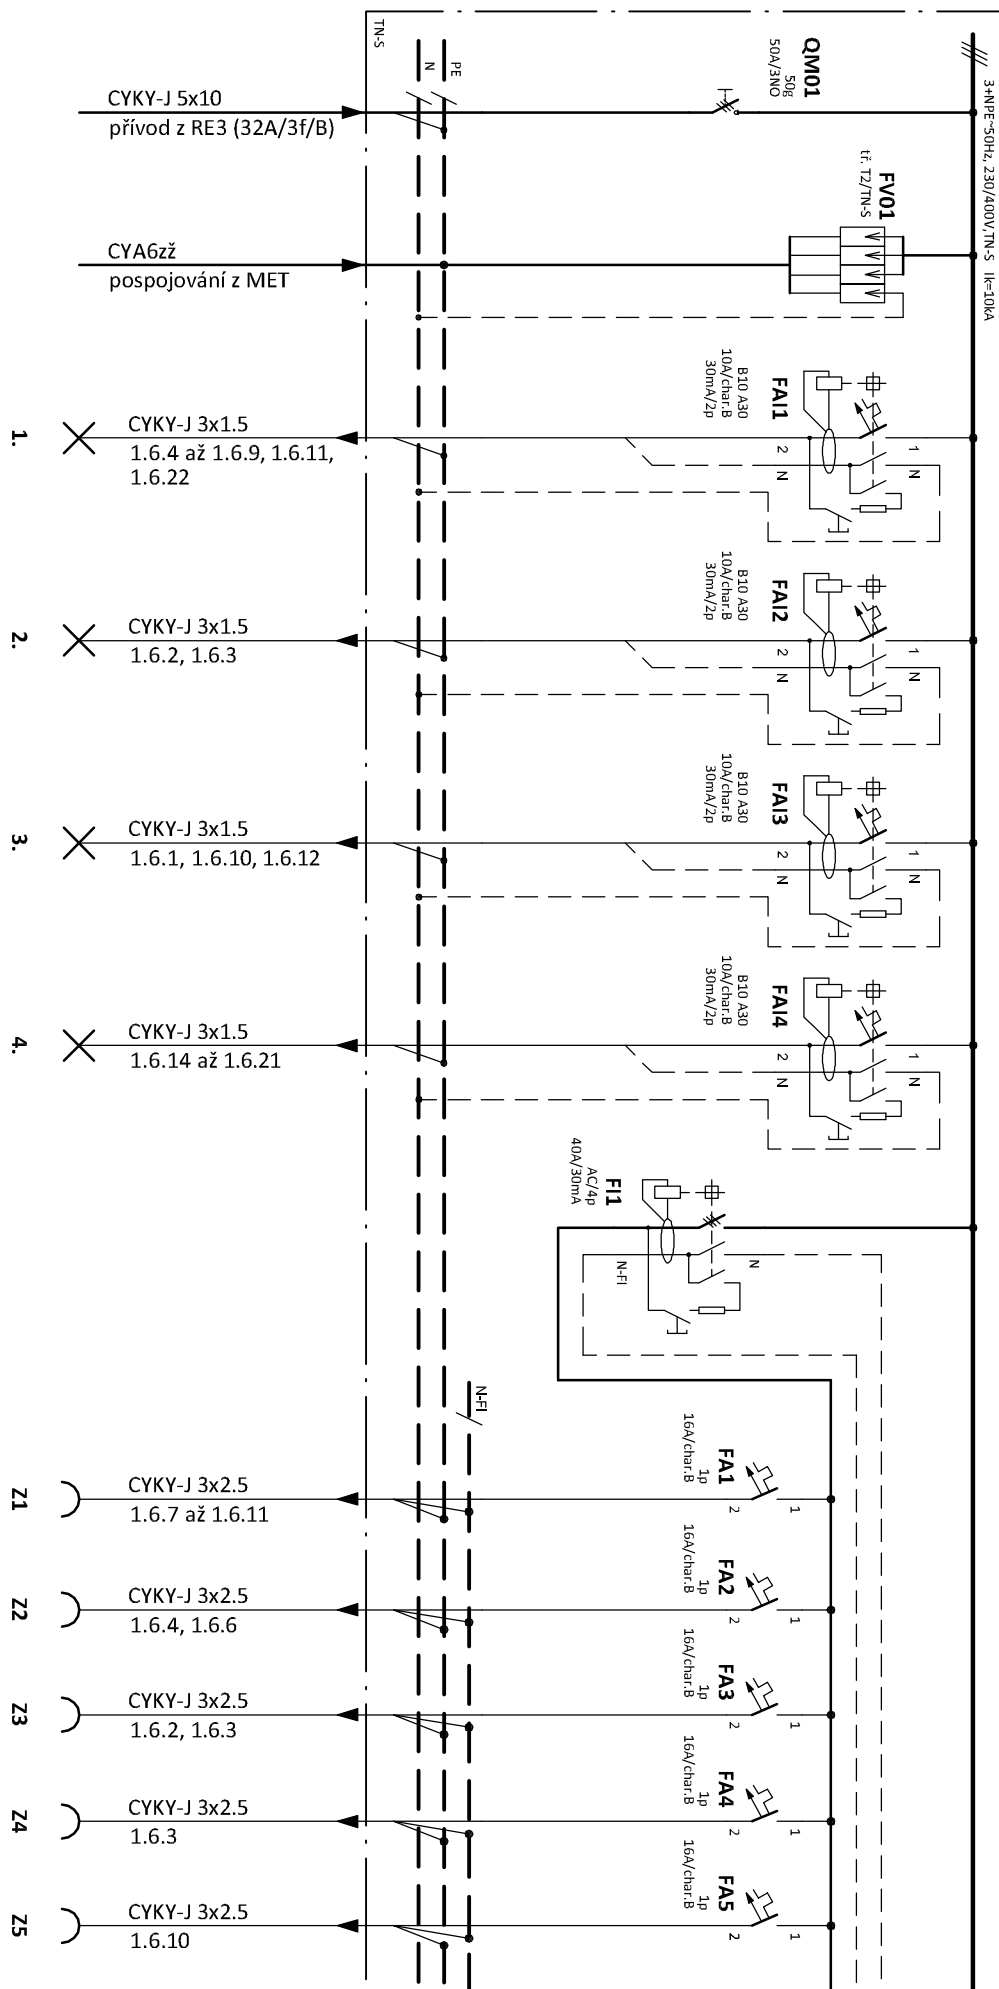 TN-S
PE
N
3+NPE~50Hz, 230/400V,TN-S Ik=10kA
QM01
50g
50A/3NO
CYKY-J 5x10
přívod z RE3 (32A/3f/B)
FV01
tř. T2/TN-S
CYA6zž
pospojování z MET
FAI1
B10 A30
10A/char.B
30mA/2p
1 N
2 N
1.
CYKY-J 3x1.5
1.6.4 až 1.6.9, 1.6.11,
1.6.22
FAI2
B10 A30
10A/char.B
30mA/2p
1 N
2 N
2.
CYKY-J 3x1.5
1.6.2, 1.6.3
FAI3
B10 A30
10A/char.B
30mA/2p
1 N
2 N
3.
CYKY-J 3x1.5
1.6.1, 1.6.10, 1.6.12
FAI4
B10 A30
10A/char.B
30mA/2p
1 N
2 N
4.
CYKY-J 3x1.5
1.6.14 až 1.6.21
FI1
AC/4p
40A/30mA
N
N-FI
N-FI
FA1
1p
16A/char.B
1
2
Z1
CYKY-J 3x2.5
1.6.7 až 1.6.11
FA2
1p
16A/char.B
1
2
Z2
CYKY-J 3x2.5
1.6.4, 1.6.6
FA3
1p
16A/char.B
1
2
Z3
CYKY-J 3x2.5
1.6.2, 1.6.3
FA4
1p
16A/char.B
1
2
Z4
CYKY-J 3x2.5
1.6.3
FA5
1p
16A/char.B
1
2
Z5
CYKY-J 3x2.5
1.6.10